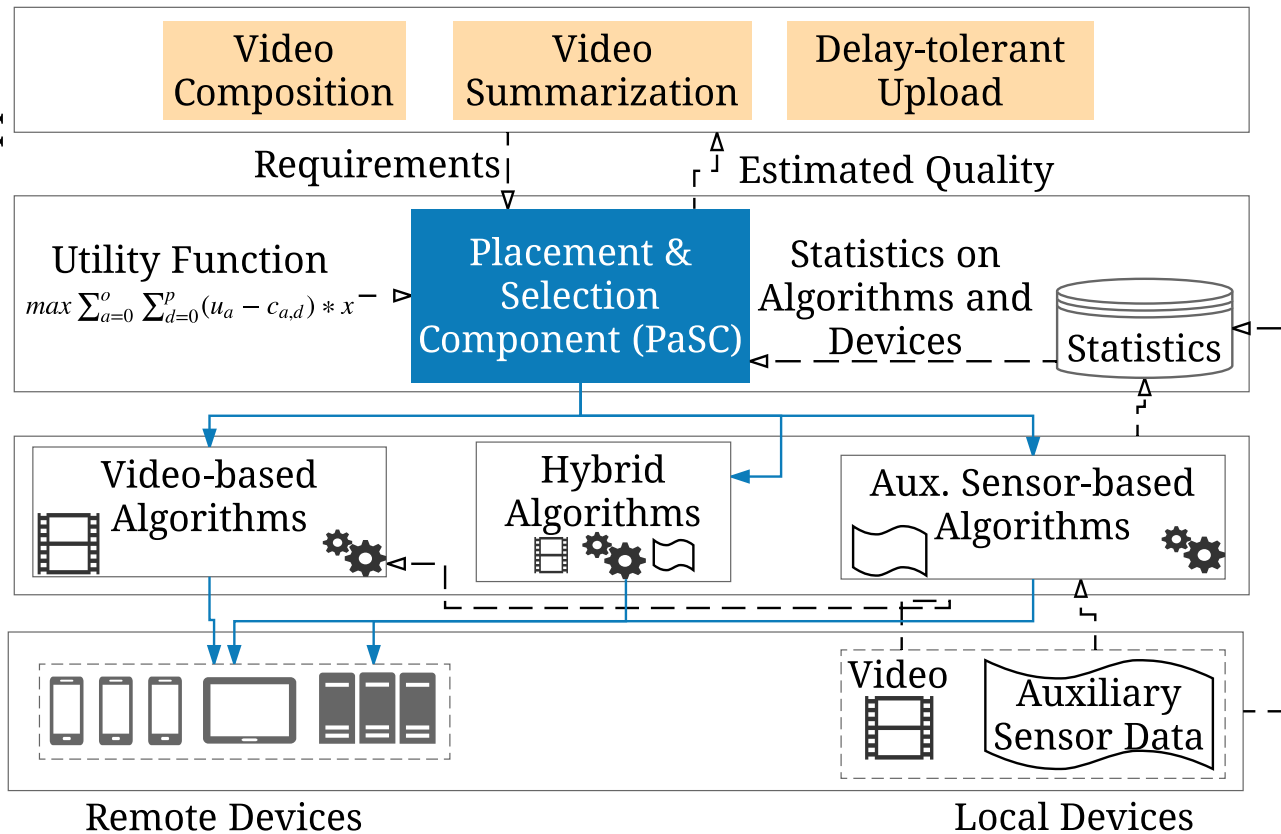 Video
Composition
Video
Summarization
Delay-tolerant
Upload
Requirements
Estimated Quality
Utility Function
max ∑_{a=0}^{o} ∑_{d=0}^{p} (u_a − c_{a,d}) ∗ x
Placement &
Selection
Component (PaSC)
Statistics on
Algorithms and
Devices
Statistics
Video-based
Algorithms
Hybrid
Algorithms
Aux. Sensor-based
Algorithms
Video
Auxiliary
Sensor Data
Remote Devices
Local Devices